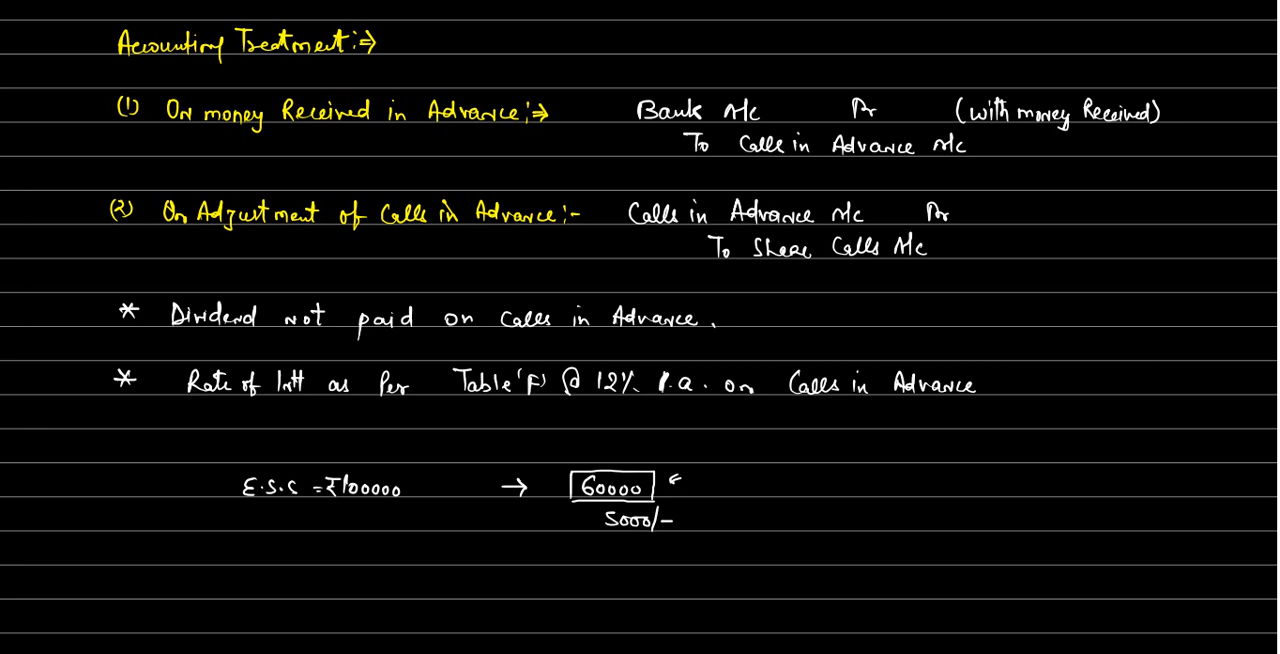 Accounting Treatment:⇒
(1) On money Received in Advance:⇒ Bank A/c Dr (with money Received)
To Calls in Advance A/c
(2) On Adjustment of Calls in Advance:- Calls in Advance A/c Dr
To Share Calls A/c
* Dividend not paid on Calls in Advance.
* Rate of Intt as Per Table 'F' @ 12% P.a. on Calls in Advance
E.S.C = ₹100000 → 60000
5000/-